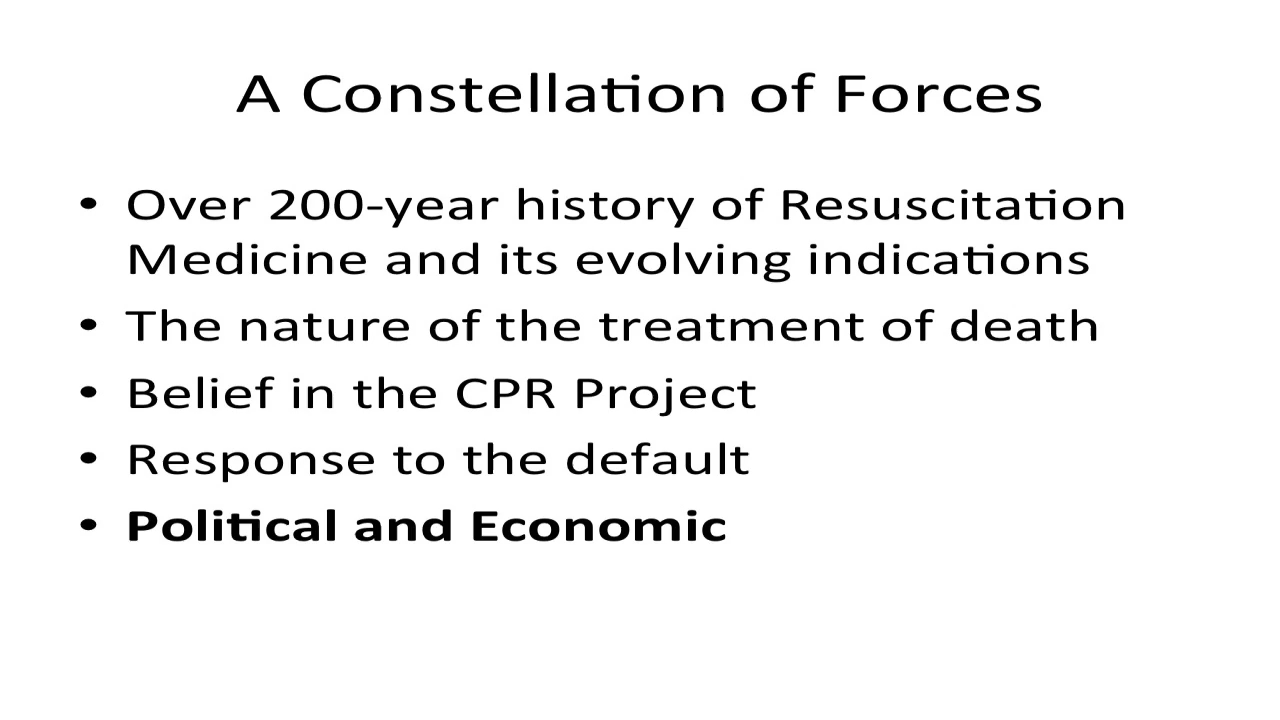 A Constellation of Forces
• Over 200-year history of Resuscitation
Medicine and its evolving indications
• The nature of the treatment of death
• Belief in the CPR Project
• Response to the default
• Political and Economic